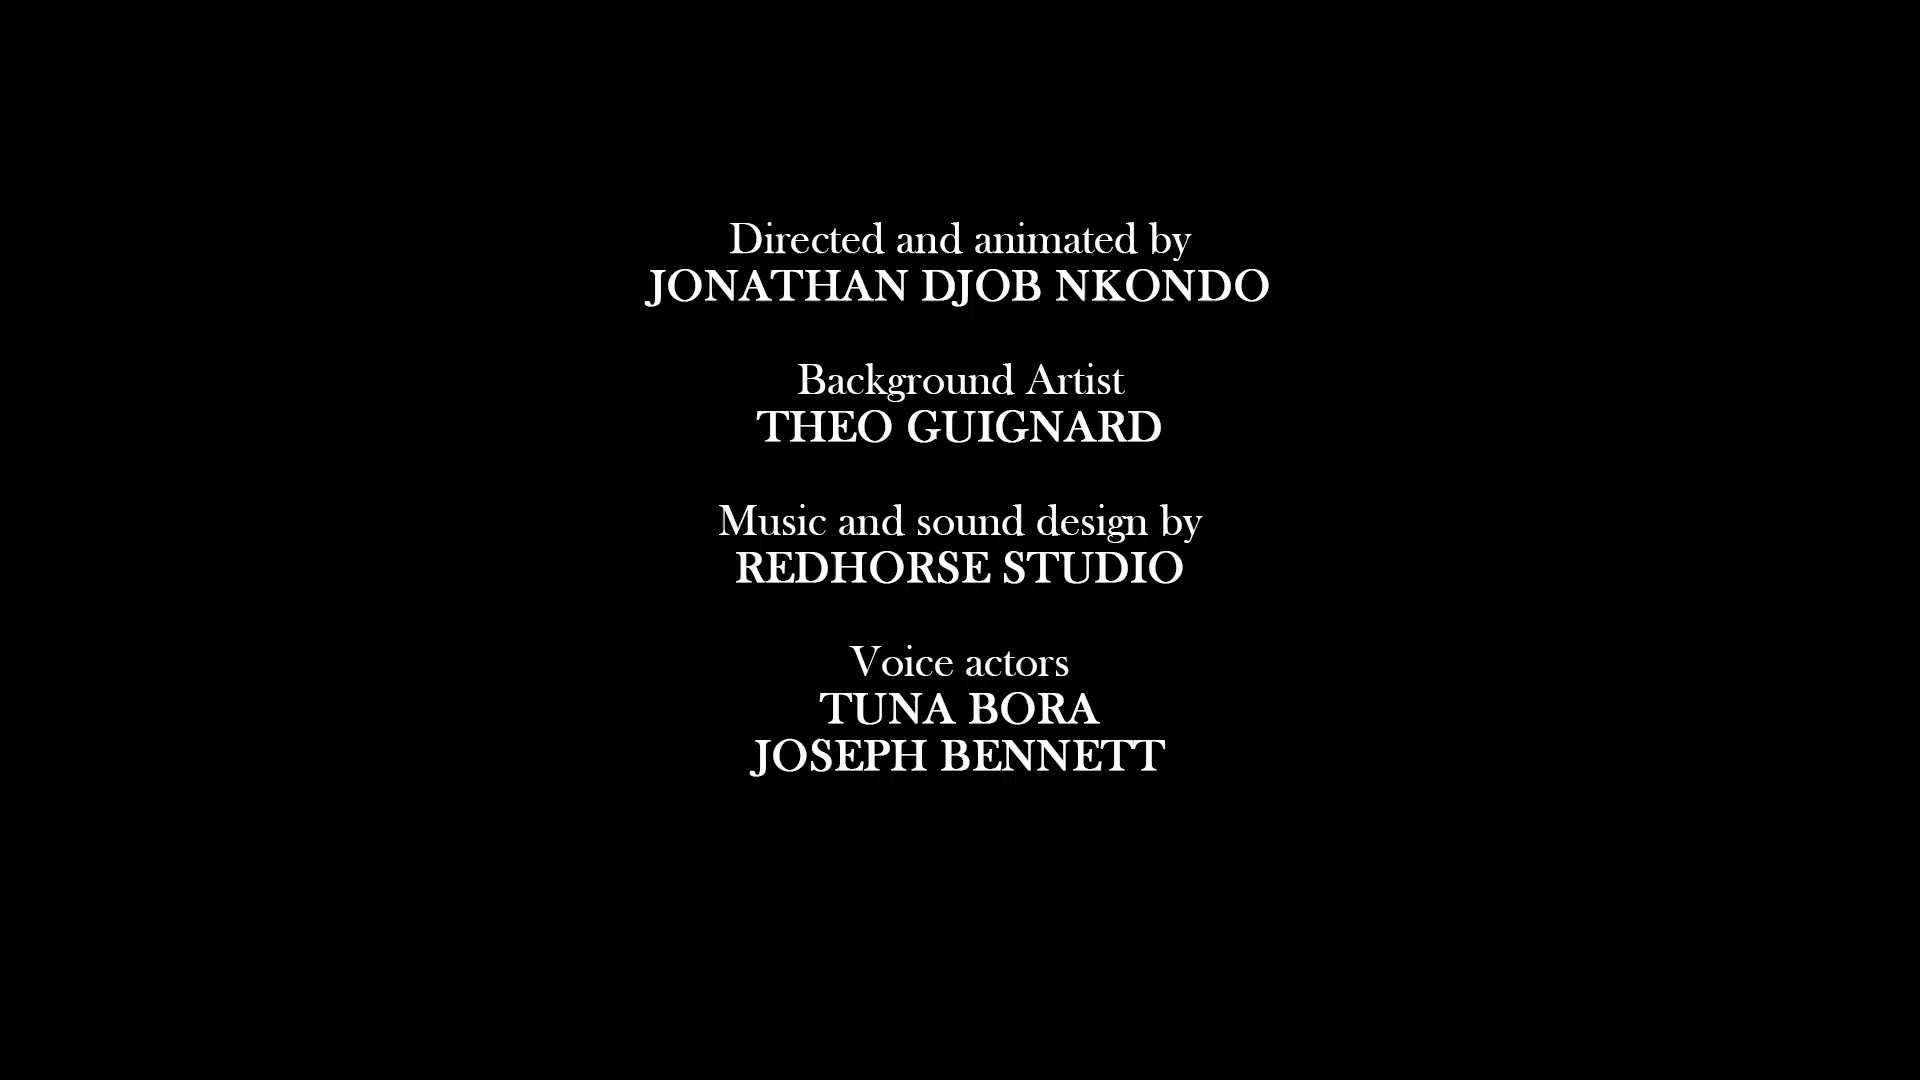 Directed and animated by
JONATHAN DJOB NKONDO
Background Artist
THEO GUIGNARD
Music and sound design by
REDHORSE STUDIO
Voice actors
TUNA BORA
JOSEPH BENNETT